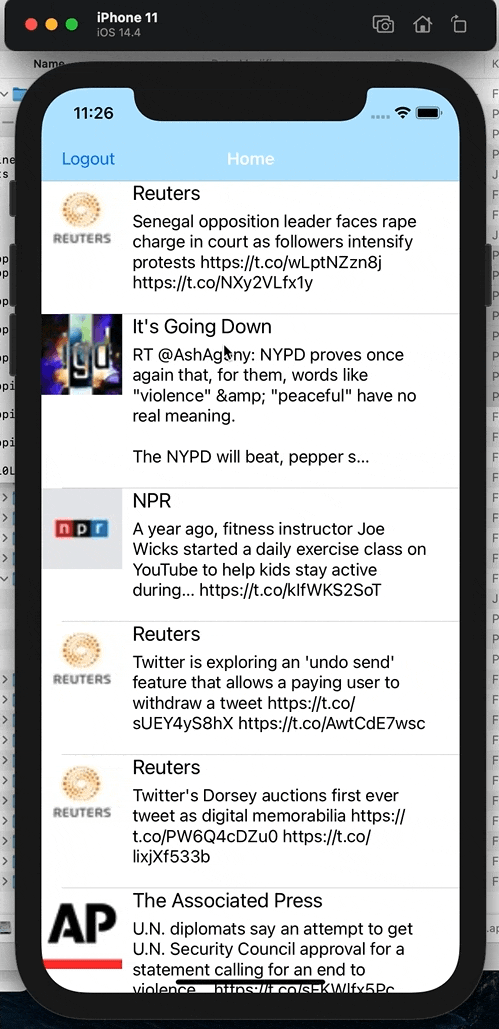 iPhone 11
iOS 14.4
Name
11:26
Logout
Home
Reuters
REUTERS
Senegal opposition leader faces rape
charge in court as followers intensify
protests https://t.co/wLptNZzn8j
https://t.co/NXy2VLfx1y
It's Going Down
igd
RT @AshAgony: NYPD proves once
again that, for them, words like
"violence" &amp; "peaceful" have no
real meaning.
The NYPD will beat, pepper s...
NPR
npr
A year ago, fitness instructor Joe
Wicks started a daily exercise class on
YouTube to help kids stay active
during... https://t.co/klfWKS2SoT
Reuters
REUTERS
Twitter is exploring an 'undo send'
feature that allows a paying user to
withdraw a tweet https://t.co/
sUEY4yS8hX https://t.co/AwtCdE7wsc
Reuters
REUTERS
Twitter's Dorsey auctions first ever
tweet as digital memorabilia https://
t.co/PW6Q4cDZu0 https://t.co/
lixjXf533b
The Associated Press
AP
U.N. diplomats say an attempt to get
U.N. Security Council approval for a
statement calling for an end to
violence... https://t.co/sFKWIfx5Pc